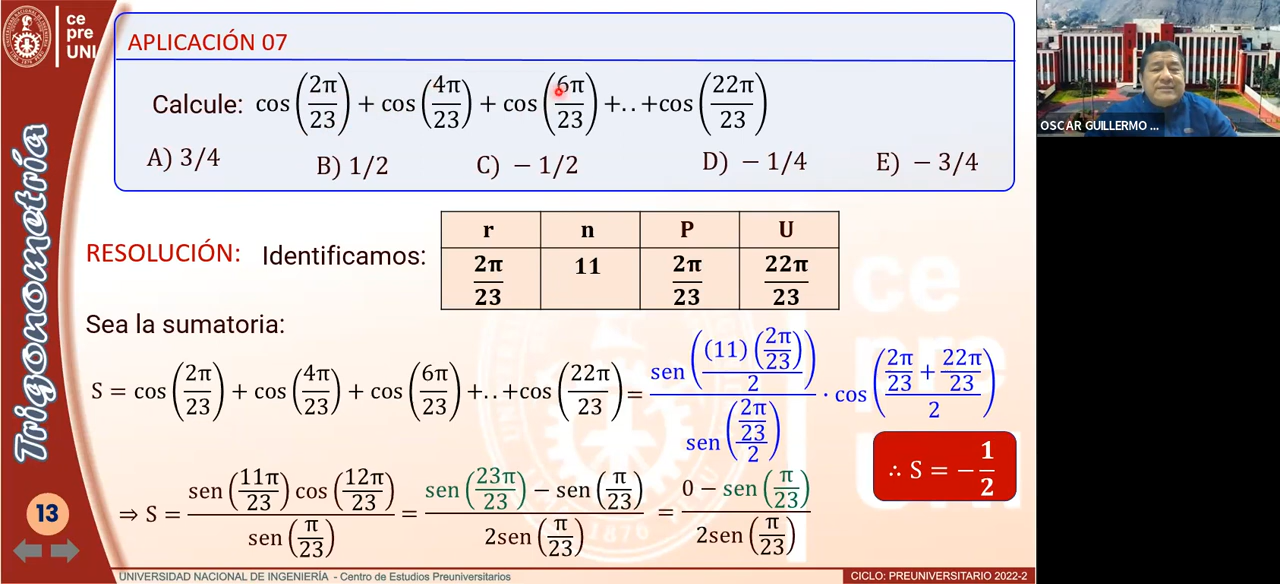 ce
pre
UNI
APLICACIÓN 07
Calcule: cos(2π/23) + cos(4π/23) + cos(6π/23) +..+cos(22π/23)
A) 3/4 B) 1/2 C) − 1/2 D) − 1/4 E) − 3/4
OSCAR GUILLERMO ...
Trigonometría
RESOLUCIÓN: Identificamos:
r n P U
2π/23 11 2π/23 22π/23
Sea la sumatoria:
S = cos(2π/23) + cos(4π/23) + cos(6π/23) +..+cos(22π/23) = sen((11)(2π/23)/2)/sen((2π/23)/2) · cos((2π/23 + 22π/23)/2)
⇒ S = sen(11π/23)cos(12π/23)/sen(π/23) = (sen(23π/23) − sen(π/23))/2sen(π/23) = (0 − sen(π/23))/2sen(π/23)
∴ S = −1/2
13
UNIVERSIDAD NACIONAL DE INGENIERÍA - Centro de Estudios Preuniversitarios
CICLO: PREUNIVERSITARIO 2022-2